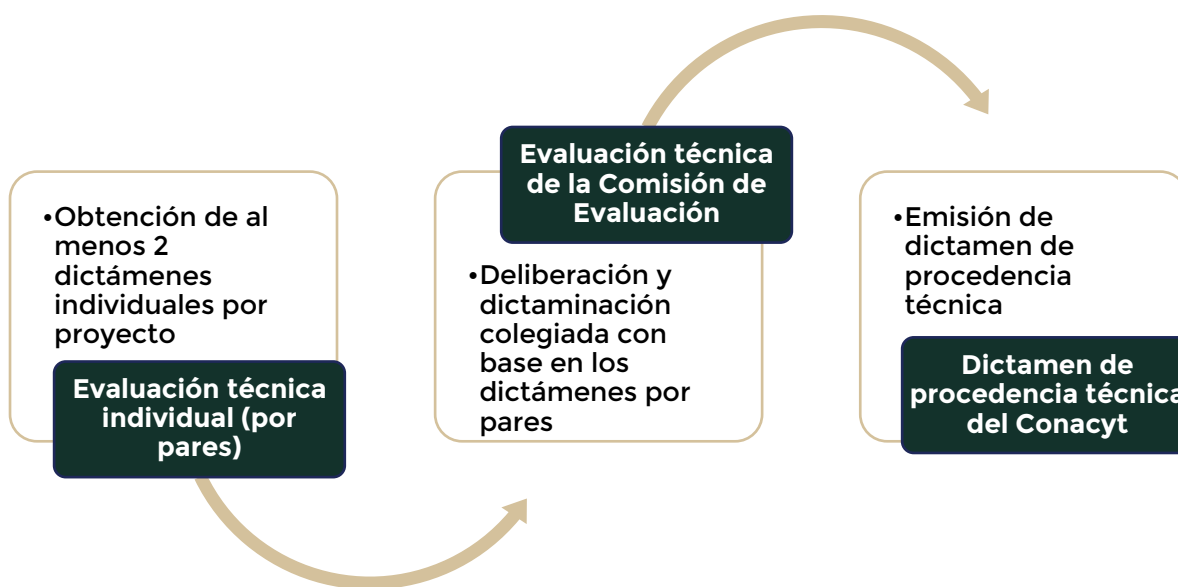 •Obtención de al
menos 2
dictámenes
individuales por
proyecto
Evaluación técnica
individual (por
pares)
Evaluación técnica
de la Comisión de
Evaluación
•Deliberación y
dictaminación
colegiada con
base en los
dictámenes por
pares
•Emisión de
dictamen de
procedencia
técnica
Dictamen de
procedencia técnica
del Conacyt